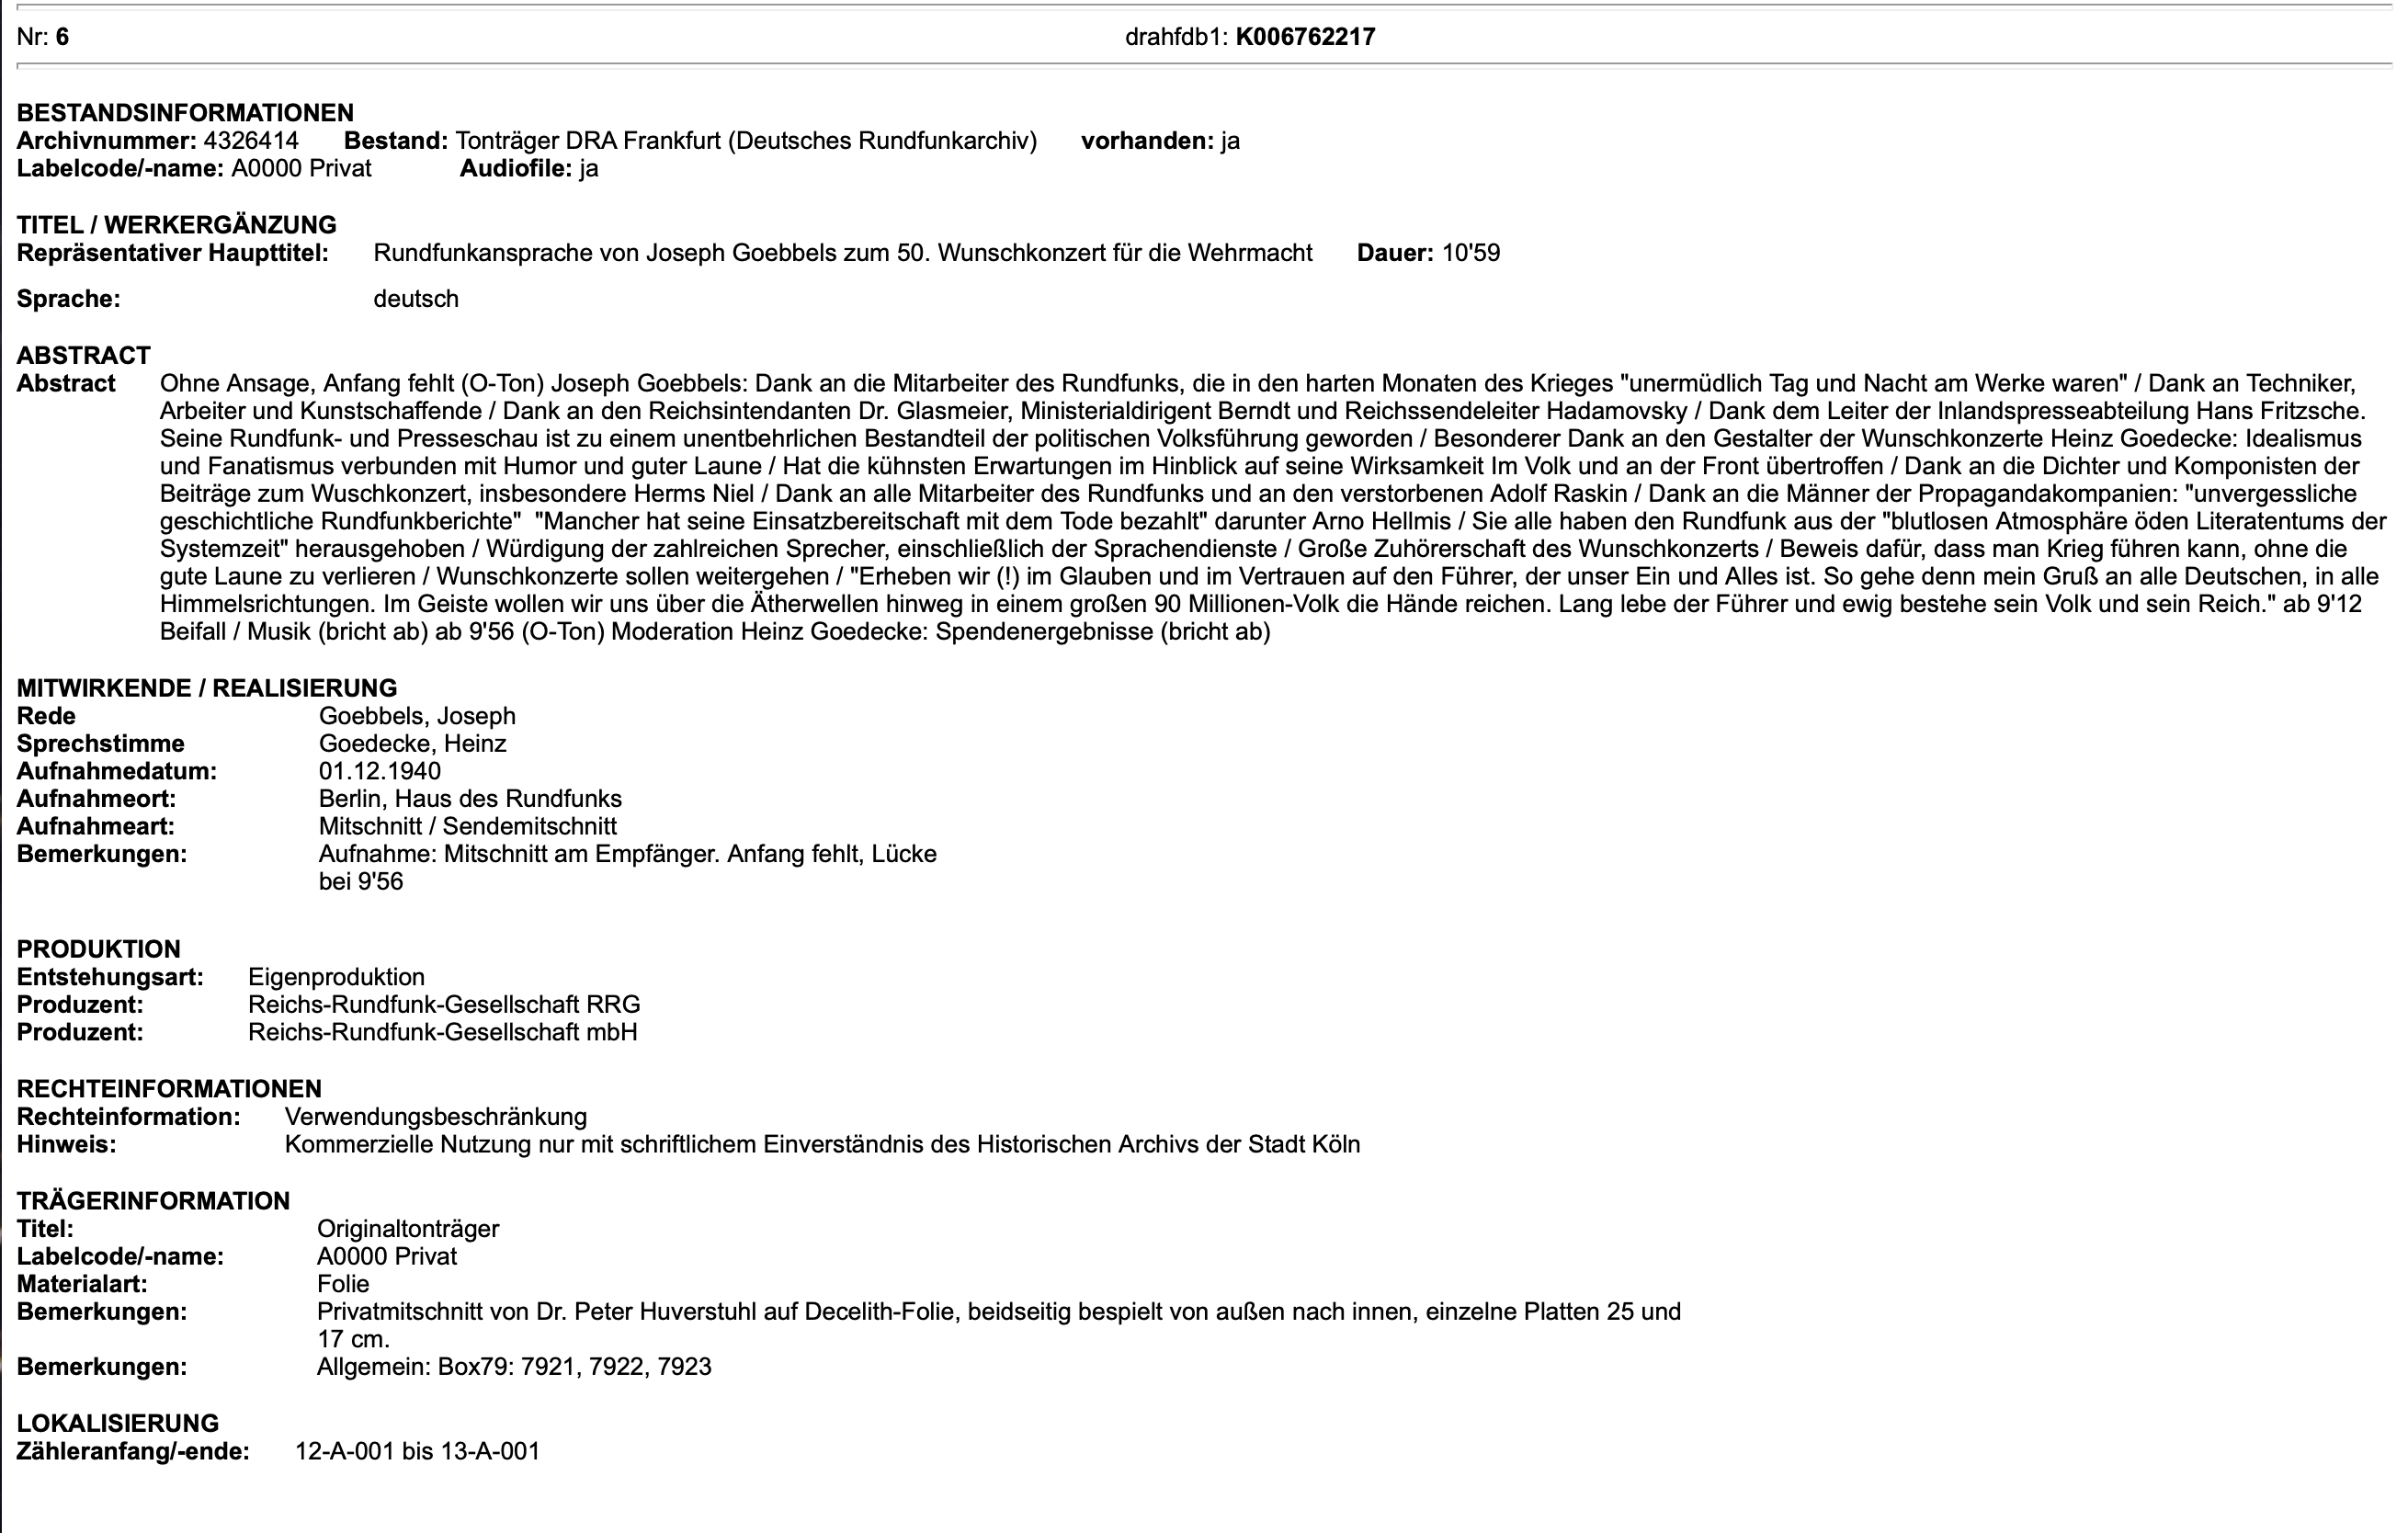 Nr: 6 drahfdb1: K006762217
BESTANDSINFORMATIONEN
Archivnummer: 4326414 Bestand: Tonträger DRA Frankfurt (Deutsches Rundfunkarchiv) vorhanden: ja
Labelcode/-name: A0000 Privat Audiofile: ja
TITEL / WERKERGÄNZUNG
Repräsentativer Haupttitel: Rundfunkansprache von Joseph Goebbels zum 50. Wunschkonzert für die Wehrmacht Dauer: 10'59
Sprache: deutsch
ABSTRACT
Abstract Ohne Ansage, Anfang fehlt (O-Ton) Joseph Goebbels: Dank an die Mitarbeiter des Rundfunks, die in den harten Monaten des Krieges "unermüdlich Tag und Nacht am Werke waren" / Dank an Techniker,
Arbeiter und Kunstschaffende / Dank an den Reichsintendanten Dr. Glasmeier, Ministerialdirigent Berndt und Reichssendeleiter Hadamovsky / Dank dem Leiter der Inlandspresseabteilung Hans Fritzsche.
Seine Rundfunk- und Presseschau ist zu einem unentbehrlichen Bestandteil der politischen Volksführung geworden / Besonderer Dank an den Gestalter der Wunschkonzerte Heinz Goedecke: Idealismus
und Fanatismus verbunden mit Humor und guter Laune / Hat die kühnsten Erwartungen im Hinblick auf seine Wirksamkeit Im Volk und an der Front übertroffen / Dank an die Dichter und Komponisten der
Beiträge zum Wuschkonzert, insbesondere Herms Niel / Dank an alle Mitarbeiter des Rundfunks und an den verstorbenen Adolf Raskin / Dank an die Männer der Propagandakompanien: "unvergessliche
geschichtliche Rundfunkberichte" "Mancher hat seine Einsatzbereitschaft mit dem Tode bezahlt" darunter Arno Hellmis / Sie alle haben den Rundfunk aus der "blutlosen Atmosphäre öden Literatentums der
Systemzeit" herausgehoben / Würdigung der zahlreichen Sprecher, einschließlich der Sprachendienste / Große Zuhörerschaft des Wunschkonzerts / Beweis dafür, dass man Krieg führen kann, ohne die
gute Laune zu verlieren / Wunschkonzerte sollen weitergehen / "Erheben wir (!) im Glauben und im Vertrauen auf den Führer, der unser Ein und Alles ist. So gehe denn mein Gruß an alle Deutschen, in alle
Himmelsrichtungen. Im Geiste wollen wir uns über die Ätherwellen hinweg in einem großen 90 Millionen-Volk die Hände reichen. Lang lebe der Führer und ewig bestehe sein Volk und sein Reich." ab 9'12
Beifall / Musik (bricht ab) ab 9'56 (O-Ton) Moderation Heinz Goedecke: Spendenergebnisse (bricht ab)
MITWIRKENDE / REALISIERUNG
Rede Goebbels, Joseph
Sprechstimme Goedecke, Heinz
Aufnahmedatum: 01.12.1940
Aufnahmeort: Berlin, Haus des Rundfunks
Aufnahmeart: Mitschnitt / Sendemitschnitt
Bemerkungen: Aufnahme: Mitschnitt am Empfänger. Anfang fehlt, Lücke
bei 9'56
PRODUKTION
Entstehungsart: Eigenproduktion
Produzent: Reichs-Rundfunk-Gesellschaft RRG
Produzent: Reichs-Rundfunk-Gesellschaft mbH
RECHTEINFORMATIONEN
Rechteinformation: Verwendungsbeschränkung
Hinweis: Kommerzielle Nutzung nur mit schriftlichem Einverständnis des Historischen Archivs der Stadt Köln
TRÄGERINFORMATION
Titel: Originaltonträger
Labelcode/-name: A0000 Privat
Materialart: Folie
Bemerkungen: Privatmitschnitt von Dr. Peter Huverstuhl auf Decelith-Folie, beidseitig bespielt von außen nach innen, einzelne Platten 25 und
17 cm.
Bemerkungen: Allgemein: Box79: 7921, 7922, 7923
LOKALISIERUNG
Zähleranfang/-ende: 12-A-001 bis 13-A-001